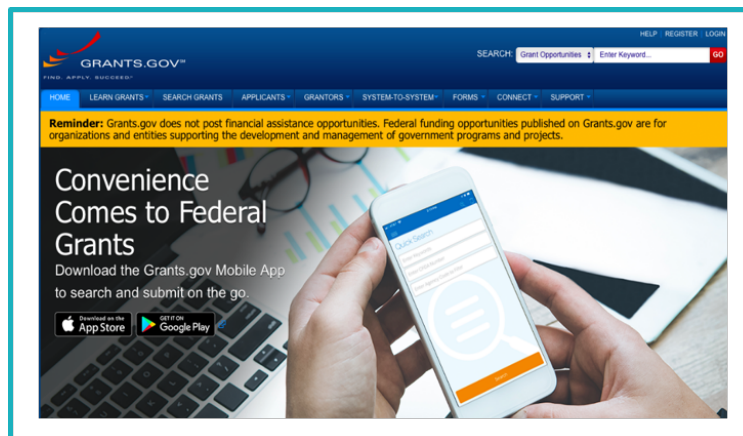 HELP | REGISTER | LOGIN
GRANTS.GOV℠
FIND. APPLY. SUCCEED.℠
SEARCH: Grant Opportunities Enter Keyword... GO
HOME LEARN GRANTS SEARCH GRANTS APPLICANTS GRANTORS SYSTEM-TO-SYSTEM FORMS CONNECT SUPPORT
Reminder: Grants.gov does not post financial assistance opportunities. Federal funding opportunities published on Grants.gov are for
organizations and entities supporting the development and management of government programs and projects.
Convenience
Comes to Federal
Grants
Download the Grants.gov Mobile App
to search and submit on the go.
Download on the
App Store
GET IT ON
Google Play
Quick Search
Search